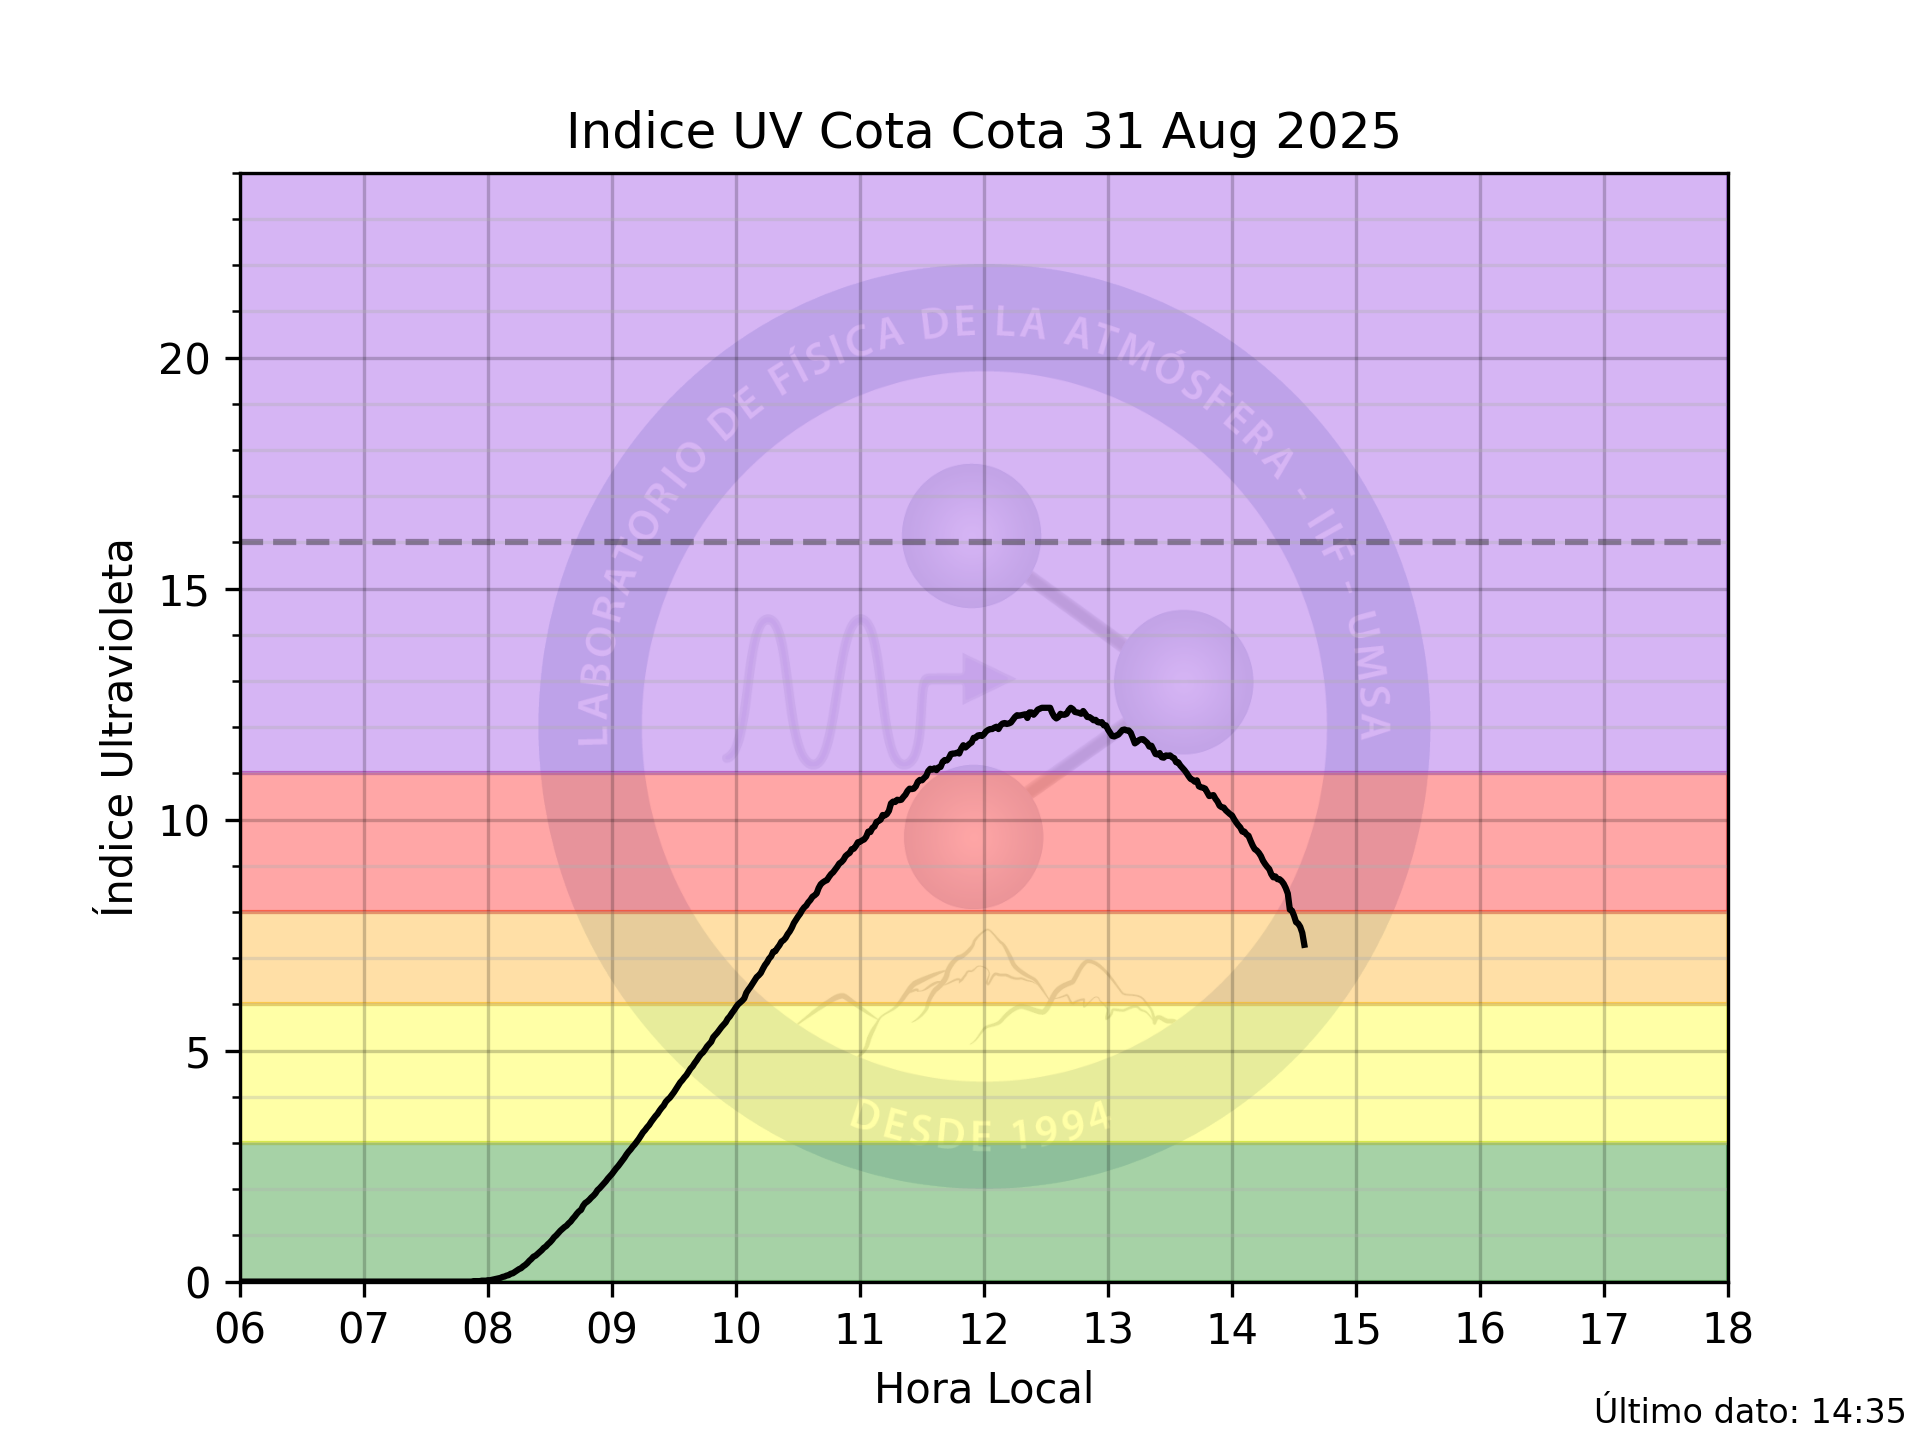 Indice UV Cota Cota 31 Aug 2025
Índice Ultravioleta
20
15
10
5
0
LABORATORIO DE FÍSICA DE LA ATMÓSFERA - IIF - UMSA
DESDE 1994
06 07 08 09 10 11 12 13 14 15 16 17 18
Hora Local
Último dato: 14:35